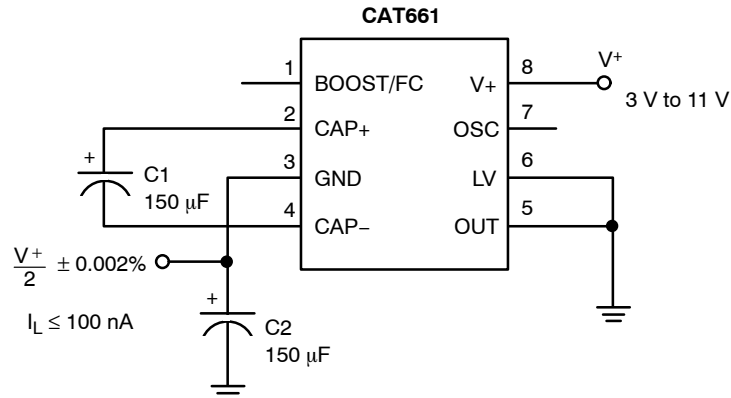 CAT661
1
BOOST/FC
V+
8
V+
3 V to 11 V
2
CAP+
OSC
7
+
C1
150 μF
3
GND
LV
6
4
CAP−
OUT
5
V+
2
± 0.002%
IL ≤ 100 nA
+
C2
150 μF